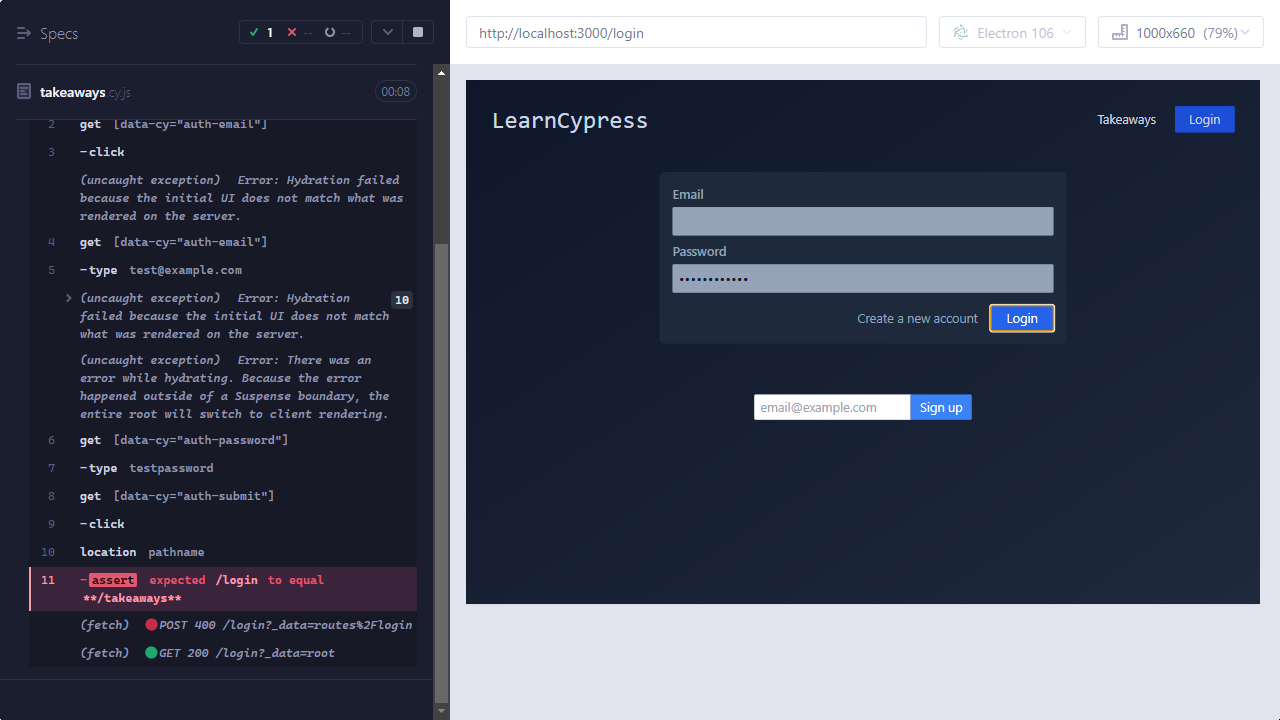 Specs
1 -- --
takeaways.cy.js 00:08
2 get [data-cy="auth-email"]
3 -click
(uncaught exception) Error: Hydration failed
because the initial UI does not match what was
rendered on the server.
4 get [data-cy="auth-email"]
5 -type test@example.com
(uncaught exception) Error: Hydration 10
failed because the initial UI does not match
what was rendered on the server.
(uncaught exception) Error: There was an
error while hydrating. Because the error
happened outside of a Suspense boundary, the
entire root will switch to client rendering.
6 get [data-cy="auth-password"]
7 -type testpassword
8 get [data-cy="auth-submit"]
9 -click
10 location pathname
11 -assert expected /login to equal
**/takeaways**
(fetch) POST 400 /login?_data=routes%2Flogin
(fetch) GET 200 /login?_data=root
http://localhost:3000/login Electron 106 1000x660 (79%)
LearnCypress Takeaways Login
Email
Password
••••••••••••
Create a new account Login
email@example.com Sign up